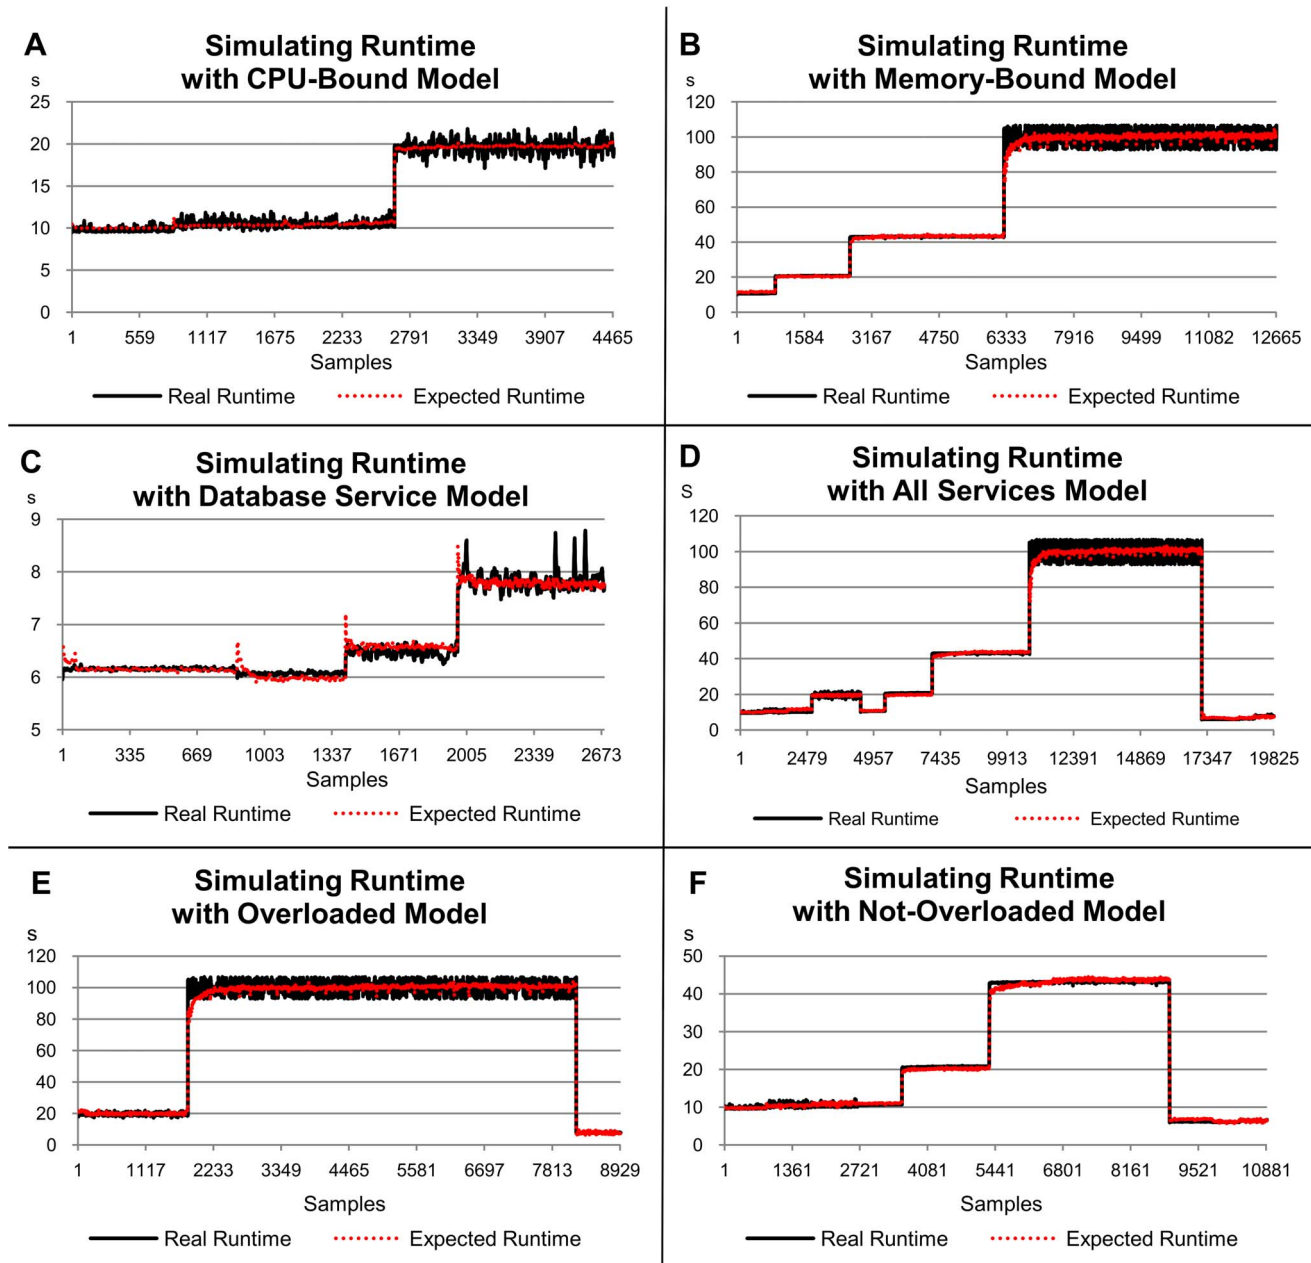 A
Simulating Runtime
with CPU-Bound Model
s
25
20
15
10
5
0
1 559 1117 1675 2233 2791 3349 3907 4465
Samples
Real Runtime Expected Runtime
B
Simulating Runtime
with Memory-Bound Model
s
120
100
80
60
40
20
0
1 1584 3167 4750 6333 7916 9499 11082 12665
Samples
Real Runtime Expected Runtime
C
Simulating Runtime
with Database Service Model
s
9
8
7
6
5
1 335 669 1003 1337 1671 2005 2339 2673
Samples
Real Runtime Expected Runtime
D
Simulating Runtime
with All Services Model
S
120
100
80
60
40
20
0
1 2479 4957 7435 9913 12391 14869 17347 19825
Samples
Real Runtime Expected Runtime
E
Simulating Runtime
with Overloaded Model
s
120
100
80
60
40
20
0
1 1117 2233 3349 4465 5581 6697 7813 8929
Samples
Real Runtime Expected Runtime
F
Simulating Runtime
with Not-Overloaded Model
s
50
40
30
20
10
0
1 1361 2721 4081 5441 6801 8161 9521 10881
Samples
Real Runtime Expected Runtime